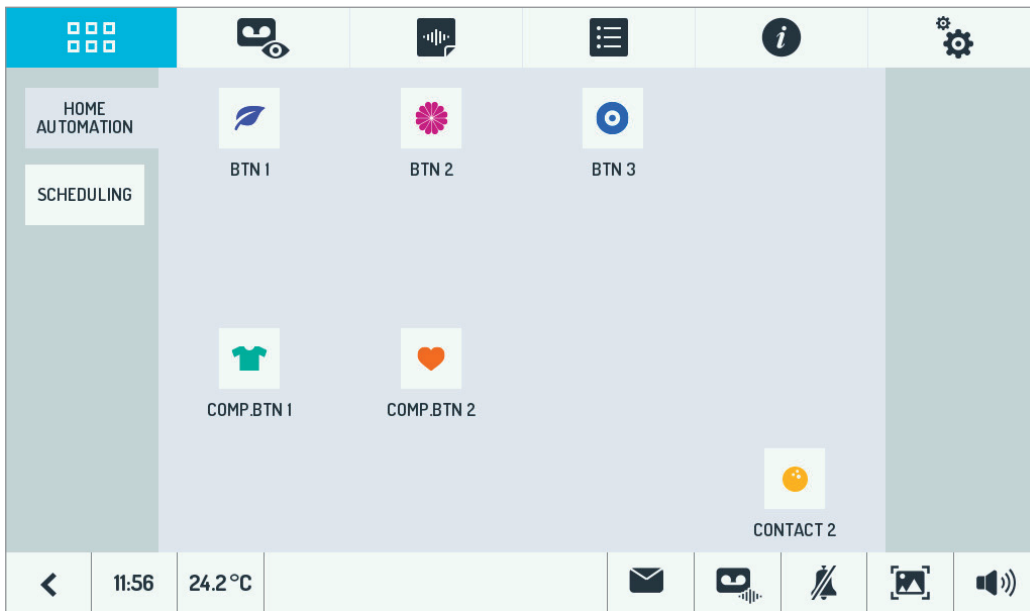 HOME
AUTOMATION
SCHEDULING
BTN 1
BTN 2
BTN 3
COMP.BTN 1
COMP.BTN 2
CONTACT 2
11:56
24.2 °C